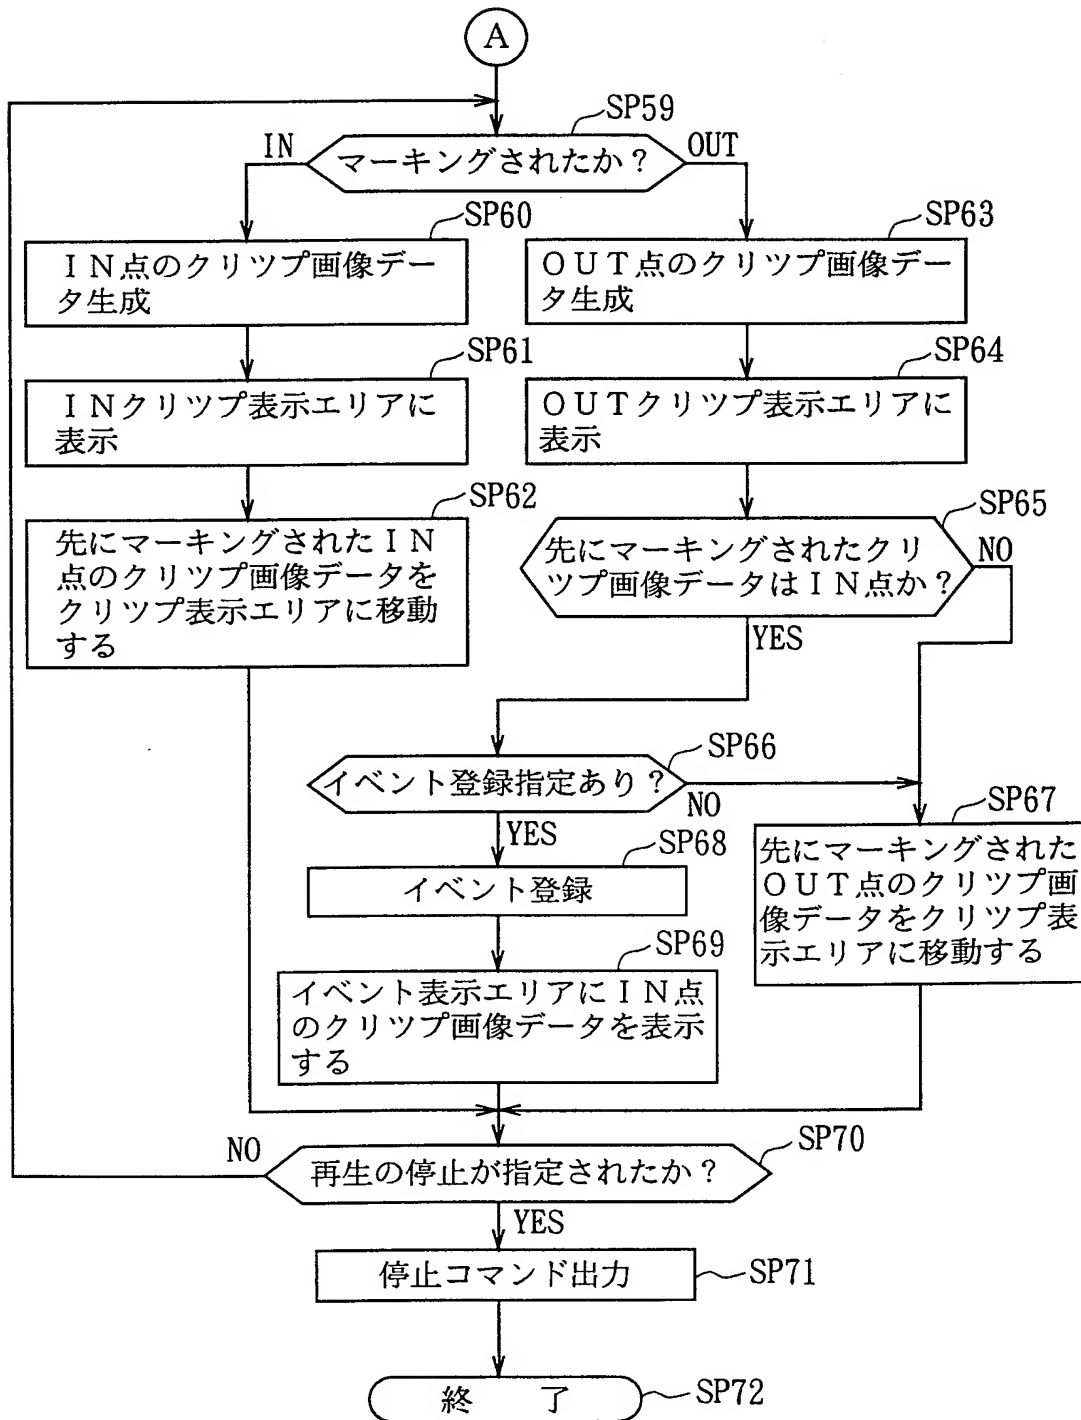 A
SP59
IN
マーキングされたか？
OUT
SP60
ＩＮ点のクリツプ画像デー
タ生成
SP63
ＯＵＴ点のクリツプ画像デー
タ生成
SP61
ＩＮクリツプ表示エリアに
表示
SP64
ＯＵＴクリツプ表示エリアに
表示
SP62
先にマーキングされたＩＮ
点のクリツプ画像データを
クリツプ表示エリアに移動
する
SP65
先にマーキングされたクリ
ツプ画像データはＩＮ点か？
NO
YES
SP66
イベント登録指定あり？
NO
YES
SP67
先にマーキングされた
ＯＵＴ点のクリツプ画
像データをクリツプ表
示エリアに移動する
SP68
イベント登録
SP69
イベント表示エリアにＩＮ点
のクリツプ画像データを表示
する
SP70
NO
再生の停止が指定されたか？
YES
停止コマンド出力
SP71
終　了
SP72